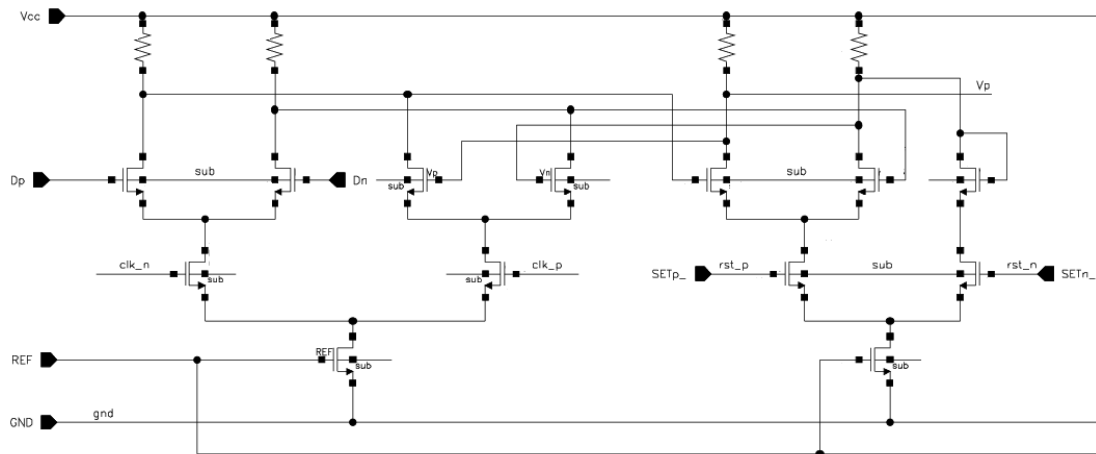 Vcc
Vp
Dp
sub
Dn
sub
Vp
Vn
sub
sub
clk_n
sub
sub
clk_p
SETp_
rst_p
sub
rst_n
SETn_
REF
REF
sub
sub
GND
gnd